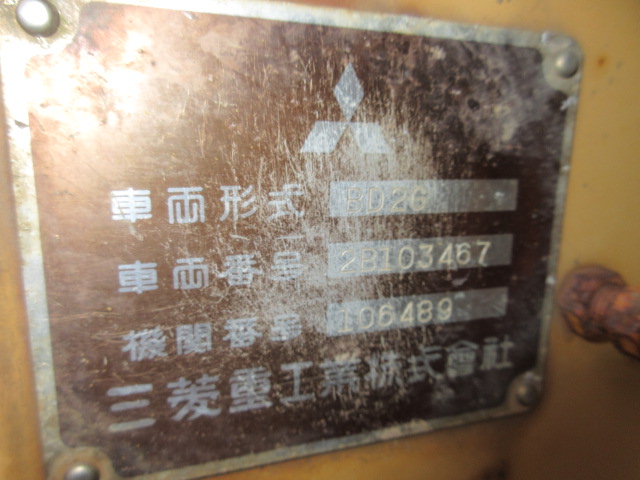 車両形式 BD2G
車両番号 2B103467
機関番号 106489
三菱重工業株式会社